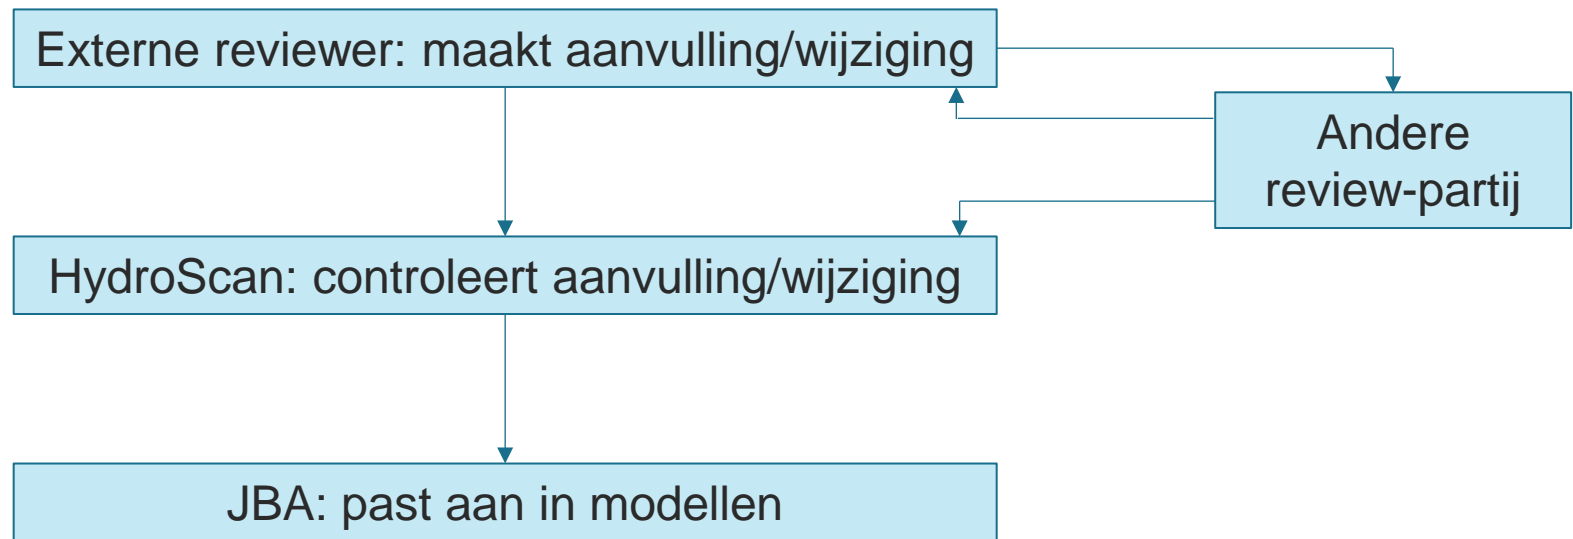 Externe reviewer: maakt aanvulling/wijziging
Andere
review-partij
HydroScan: controleert aanvulling/wijziging
JBA: past aan in modellen